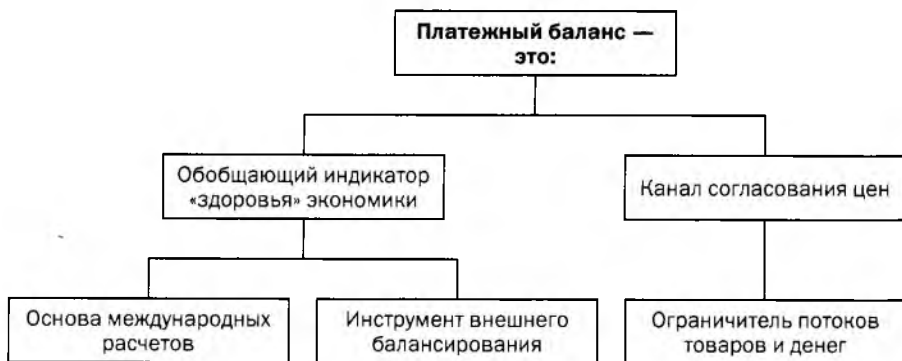 Платежный баланс —
это:
Обобщающий индикатор
«здоровья» экономики
Канал согласования цен
Основа международных
расчетов
Инструмент внешнего
балансирования
Ограничитель потоков
товаров и денег